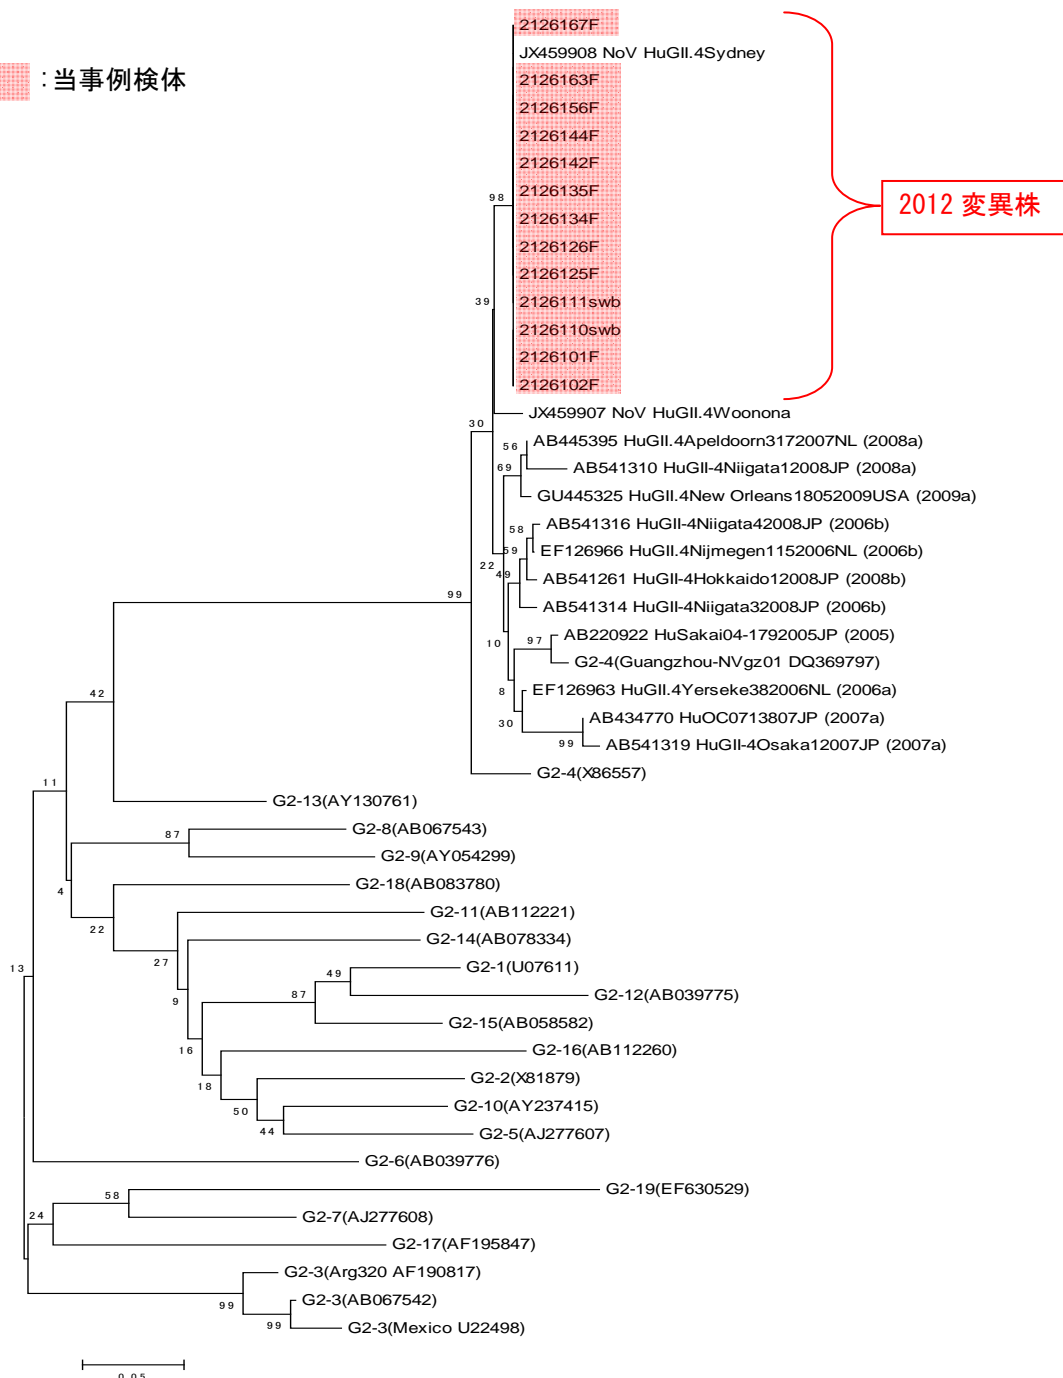 2126167F
JX459908 NoV HuGII.4Sydney
：当事例検体
2126163F
2126156F
2126144F
2126142F
2126135F
98
2012 変異株
2126134F
2126126F
2126125F
39
2126111swb
2126110swb
2126101F
2126102F
JX459907 NoV HuGII.4Woonona
30
AB445395 HuGII.4Apeldoorn3172007NL (2008a)
56
69
AB541310 HuGII-4Niigata12008JP (2008a)
GU445325 HuGII.4New Orleans18052009USA (2009a)
AB541316 HuGII-4Niigata42008JP (2006b)
58
59
EF126966 HuGII.4Nijmegen1152006NL (2006b)
22
49
AB541261 HuGII-4Hokkaido12008JP (2008b)
99
AB541314 HuGII-4Niigata32008JP (2006b)
AB220922 HuSakai04-1792005JP (2005)
10
97
G2-4(Guangzhou-NVgz01 DQ369797)
42
8
EF126963 HuGII.4Yerseke382006NL (2006a)
30
AB434770 HuOC0713807JP (2007a)
99
AB541319 HuGII-4Osaka12007JP (2007a)
G2-4(X86557)
11
G2-13(AY130761)
87
G2-8(AB067543)
G2-9(AY054299)
4
G2-18(AB083780)
22
G2-11(AB112221)
G2-14(AB078334)
27
13
49
G2-1(U07611)
9
87
G2-12(AB039775)
G2-15(AB058582)
16
G2-16(AB112260)
18
G2-2(X81879)
50
G2-10(AY237415)
44
G2-5(AJ277607)
G2-6(AB039776)
58
G2-19(EF630529)
24
G2-7(AJ277608)
G2-17(AF195847)
G2-3(Arg320 AF190817)
99
G2-3(AB067542)
99
G2-3(Mexico U22498)
0.05